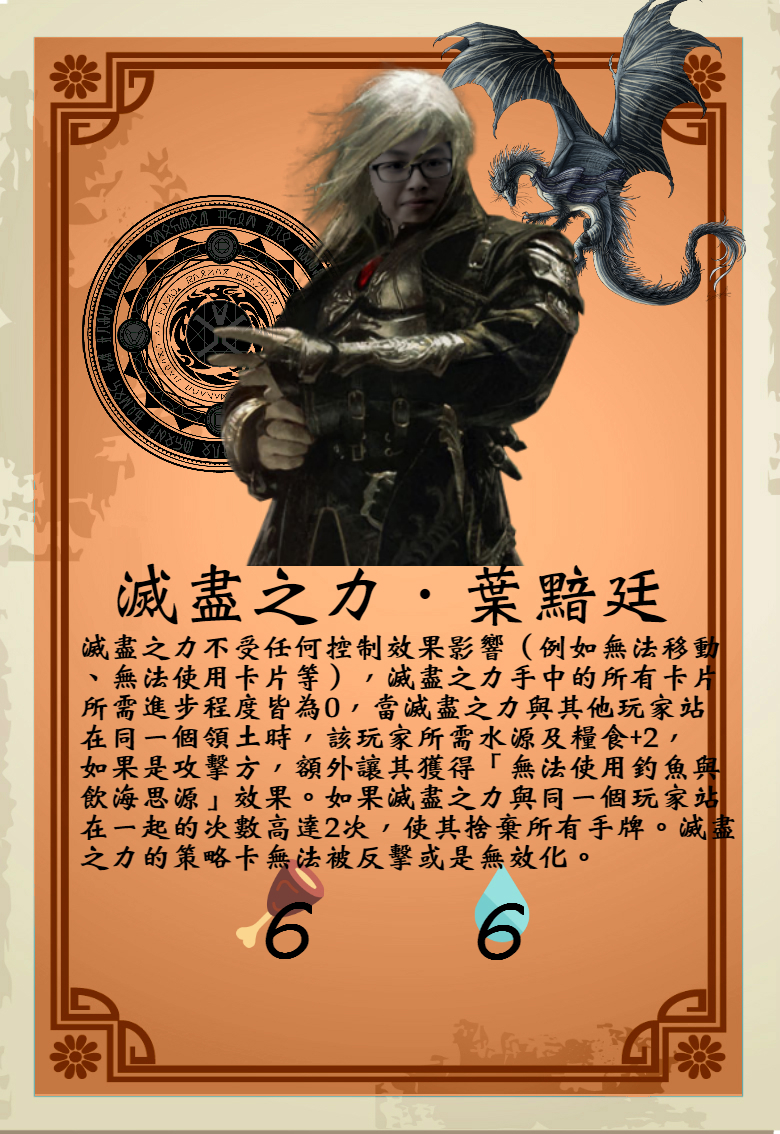 滅盡之力·葉黯廷
滅盡之力不受任何控制效果影響（例如無法移動
、無法使用卡片等），滅盡之力手中的所有卡片
所需進步程度皆為0，當滅盡之力與其他玩家站
在同一個領土時，該玩家所需水源及糧食+2，
如果是攻擊方，額外讓其獲得「無法使用釣魚與
飲海思源」效果。如果滅盡之力與同一個玩家站
在一起的次數高達2次，使其捨棄所有手牌。滅盡
之力的策略卡無法被反擊或是無效化。
6 6